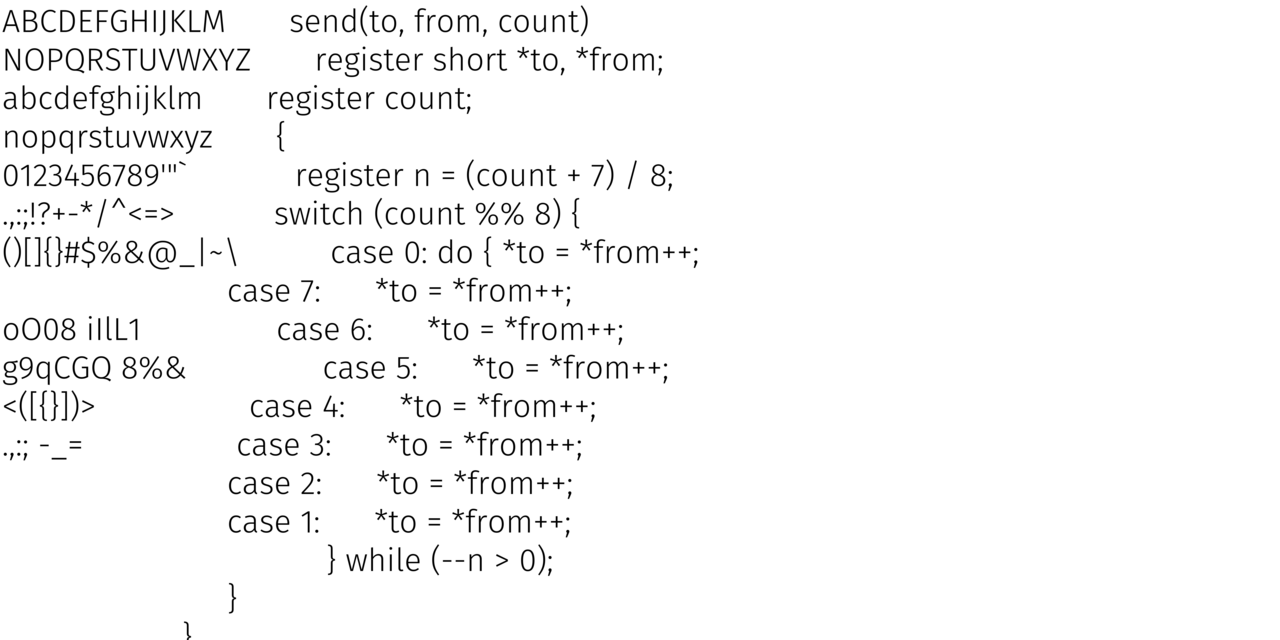 ABCDEFGHIJKLM send(to, from, count)
NOPQRSTUVWXYZ register short *to, *from;
abcdefghijklm register count;
nopqrstuvwxyz {
0123456789'"` register n = (count + 7) / 8;
.,:;!?+-*/^<=> switch (count %% 8) {
()[]{}#$%&@_|~\ case 0: do { *to = *from++;
case 7: *to = *from++;
oO08 iIlL1 case 6: *to = *from++;
g9qCGQ 8%& case 5: *to = *from++;
<([{}])> case 4: *to = *from++;
.,:; -_= case 3: *to = *from++;
case 2: *to = *from++;
case 1: *to = *from++;
} while (--n > 0);
}
}